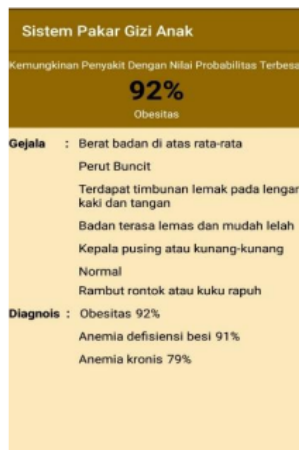 Sistem Pakar Gizi Anak
Kemungkinan Penyakit Dengan Nilai Probabilitas Terbesa
92%
Obesitas
Gejala : Berat badan di atas rata-rata
Perut Buncit
Terdapat timbunan lemak pada lengan
kaki dan tangan
Badan terasa lemas dan mudah lelah
Kepala pusing atau kunang-kunang
Normal
Rambut rontok atau kuku rapuh
Diagnosis : Obesitas 92%
Anemia defisiensi besi 91%
Anemia kronis 79%